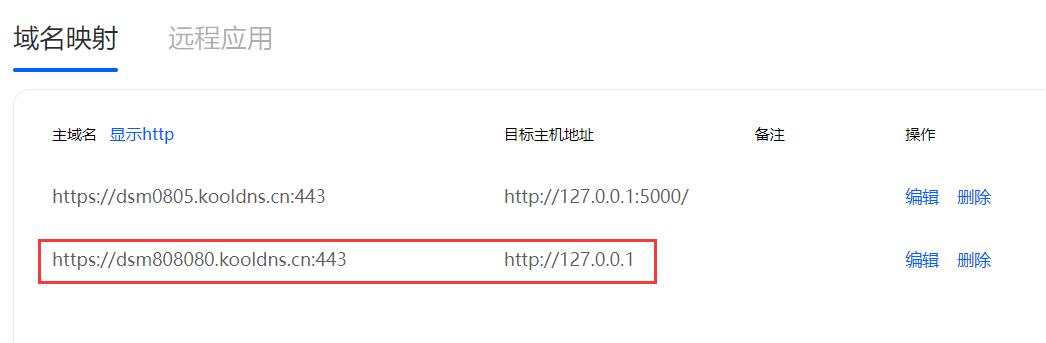 域名映射 远程应用
主域名 显示http 目标主机地址 备注 操作
https://dsm0805.kooldns.cn:443 http://127.0.0.1:5000/ 编辑 删除
https://dsm808080.kooldns.cn:443 http://127.0.0.1 编辑 删除